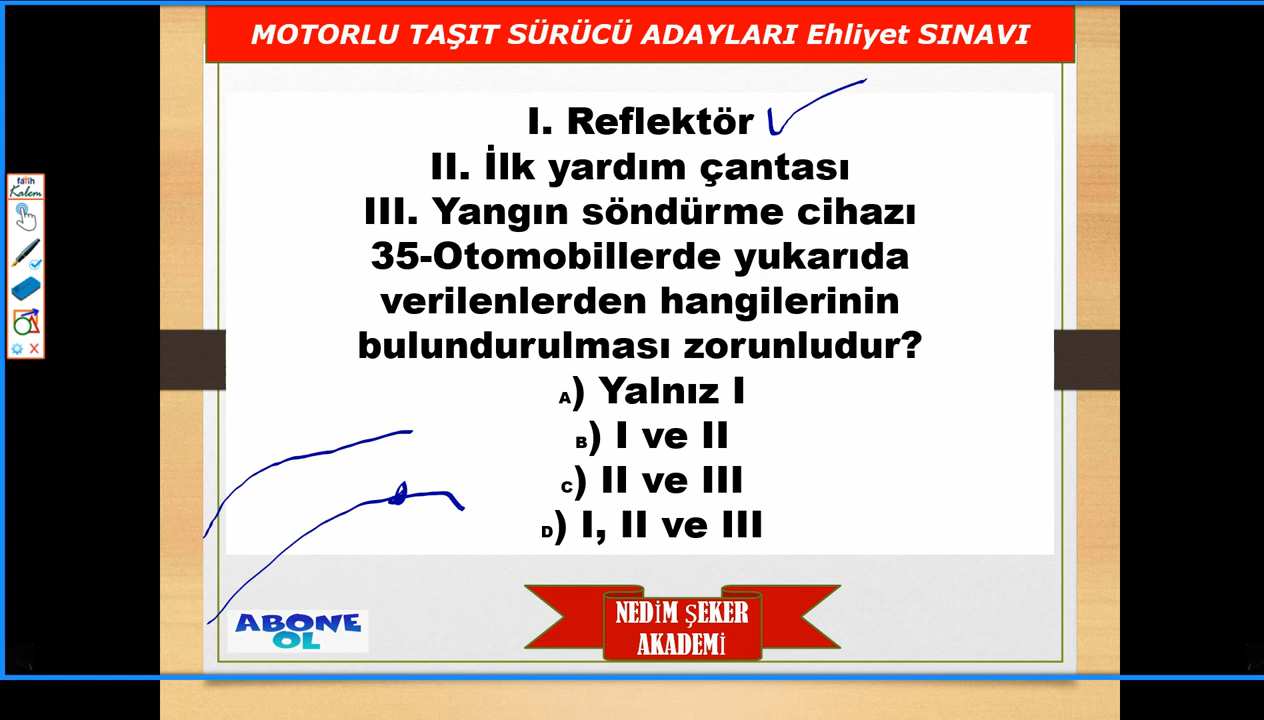 MOTORLU TAŞIT SÜRÜCÜ ADAYLARI Ehliyet SINAVI
fatih
Kalem
I. Reflektör
II. İlk yardım çantası
III. Yangın söndürme cihazı
35-Otomobillerde yukarıda
verilenlerden hangilerinin
bulundurulması zorunludur?
A) Yalnız I
B) I ve II
C) II ve III
D) I, II ve III
ABONE
OL
NEDİM ŞEKER
AKADEMİ